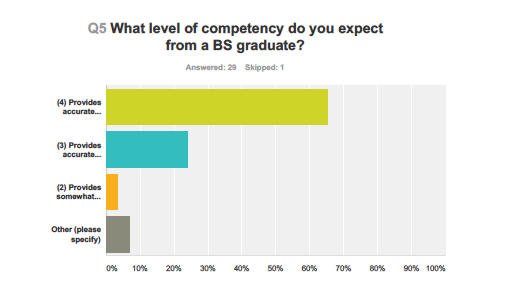 Q5 What level of competency do you expect
from a BS graduate?
Answered: 29 Skipped: 1
(4) Provides
accurate...
(3) Provides
accurate...
(2) Provides
somewhat...
Other (please
specify)
0% 10% 20% 30% 40% 50% 60% 70% 80% 90% 100%